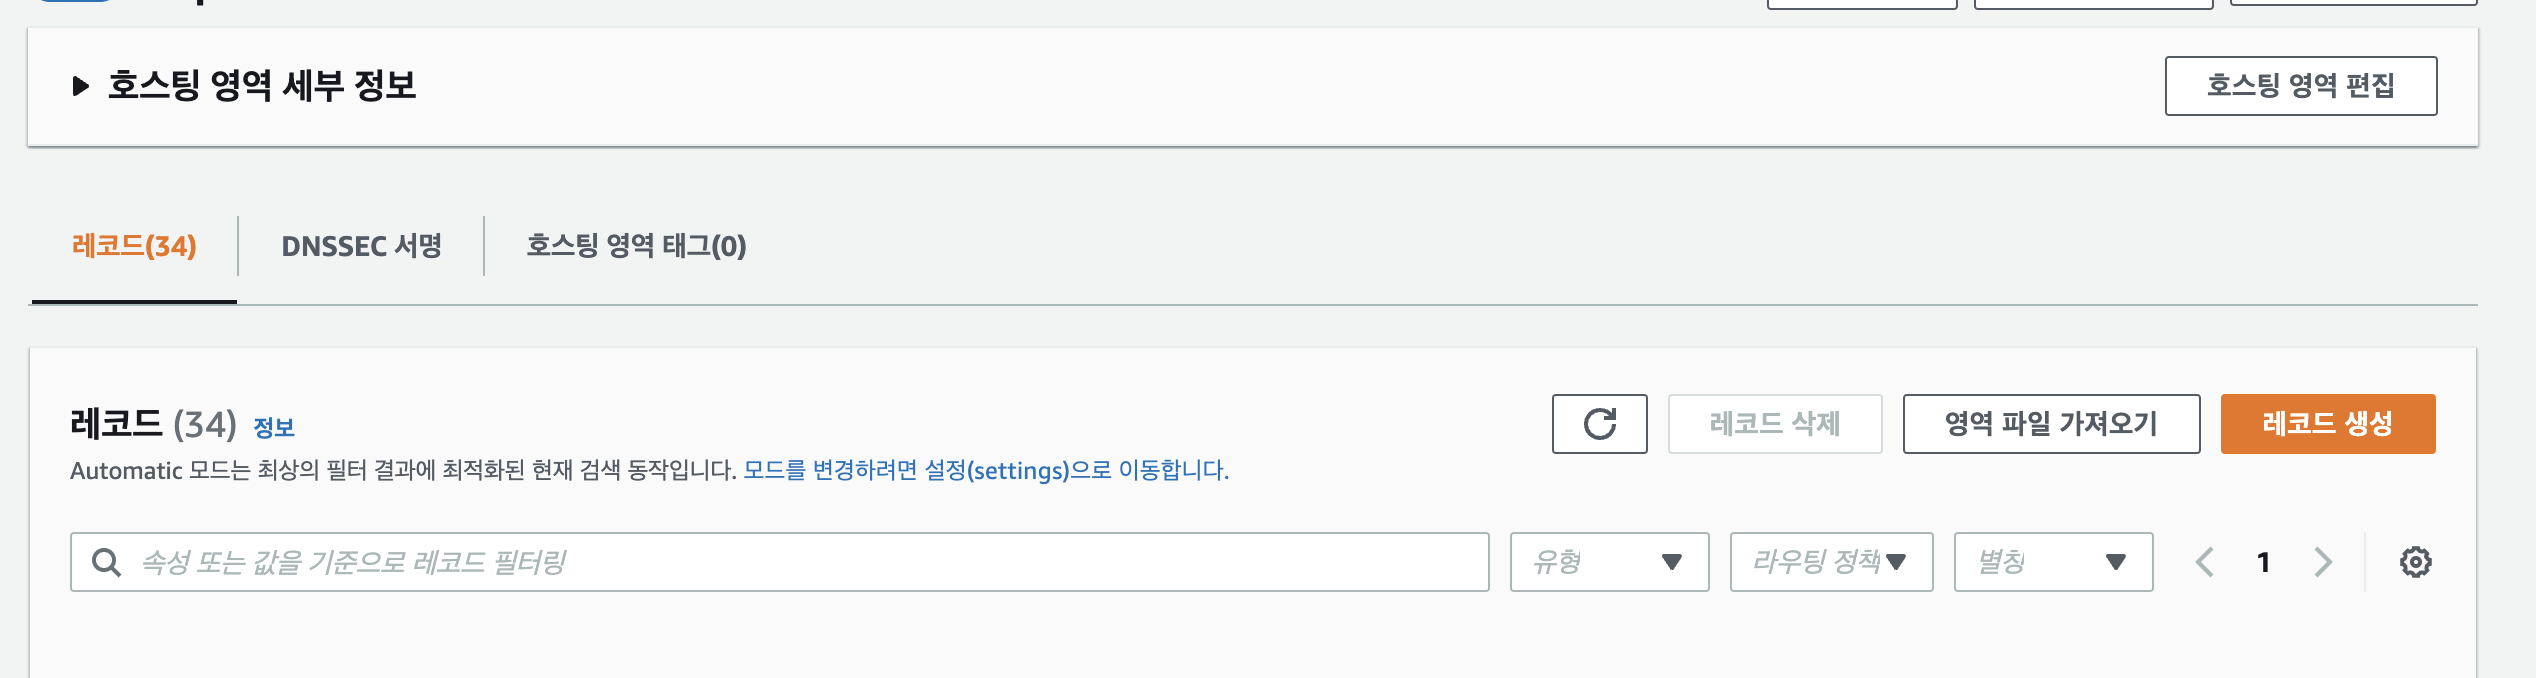 호스팅 영역 세부 정보
호스팅 영역 편집
레코드(34)
DNSSEC 서명
호스팅 영역 태그(0)
레코드 (34) 정보
레코드 삭제
영역 파일 가져오기
레코드 생성
Automatic 모드는 최상의 필터 결과에 최적화된 현재 검색 동작입니다. 모드를 변경하려면 설정(settings)으로 이동합니다.
속성 또는 값을 기준으로 레코드 필터링
유형
라우팅 정책
별칭
1